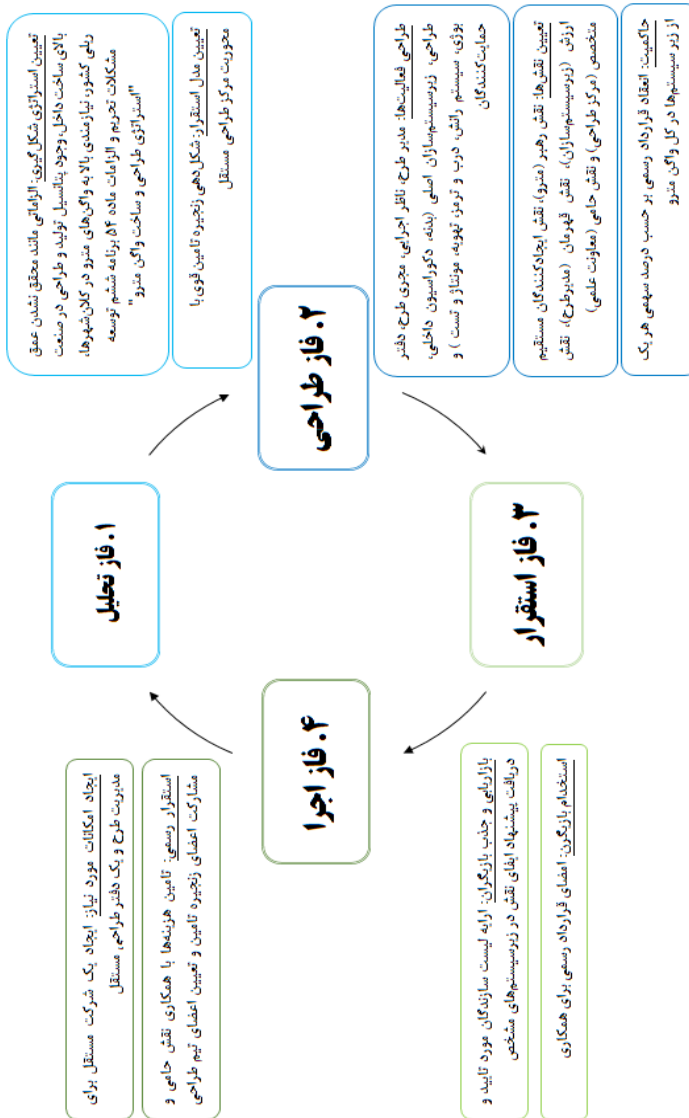 ۱. فاز تحلیل
تعیین استراتژی شکل‌گیری: الزاماتی مانند محقق نشدن عمق
بالای ساخت داخل، وجود پتانسیل تولید و طراحی در صنعت
ریلی کشور، نیازمندی بالا به واگن‌های مترو در کلان‌شهرها،
مشکلات تحریم و الزامات ماده ۵۴ برنامه ششم توسعه
"استراتژی طراحی و ساخت واگن مترو"
تعیین مدل استقرار: شکل‌دهی زنجیره تامین قوی با
محوریت مرکز طراحی مستقل
۲. فاز طراحی
طراحی فعالیت‌ها: مدیر طرح، ناظر اجرایی، مجری طرح، دفتر
طراحی، زیرسیستم‌سازان اصلی (بدنه، دکوراسیون داخلی،
بوژی، سیستم رانش، درب و ترمز، تهویه، مونتاژ و تست ) و
حمایت‌کنندگان
تعیین نقش‌ها: نقش رهبر (مترو)، نقش ایجادکنندگان مستقیم
ارزش (زیرسیستم‌سازان)، نقش قهرمان (مدیرطرح)، نقش
متخصص (مرکز طراحی) و نقش حامی (معاونت علمی)
حاکمیت: انعقاد قرارداد رسمی بر حسب درصد سهمی هر یک
از زیر سیستم‌ها در کل واگن مترو
۳. فاز استقرار
استخدام بازیگرن: امضای قرارداد رسمی برای همکاری
بازاریابی و جذب بازیگران: ارایه لیست سازندگان مورد تایید و
دریافت پیشنهاد ایفای نقش در زیرسیستم‌های مشخص
۴. فاز اجرا
استقرار رسمی: تامین هزینه‌ها با همکاری نقش حامی و
مشارکت اعضای زنجیره تامین و تعیین اعضای تیم طراحی
ایجاد امکانات مورد نیاز: ایجاد یک شرکت مستقل برای
مدیریت طرح و یک دفتر طراحی مستقل